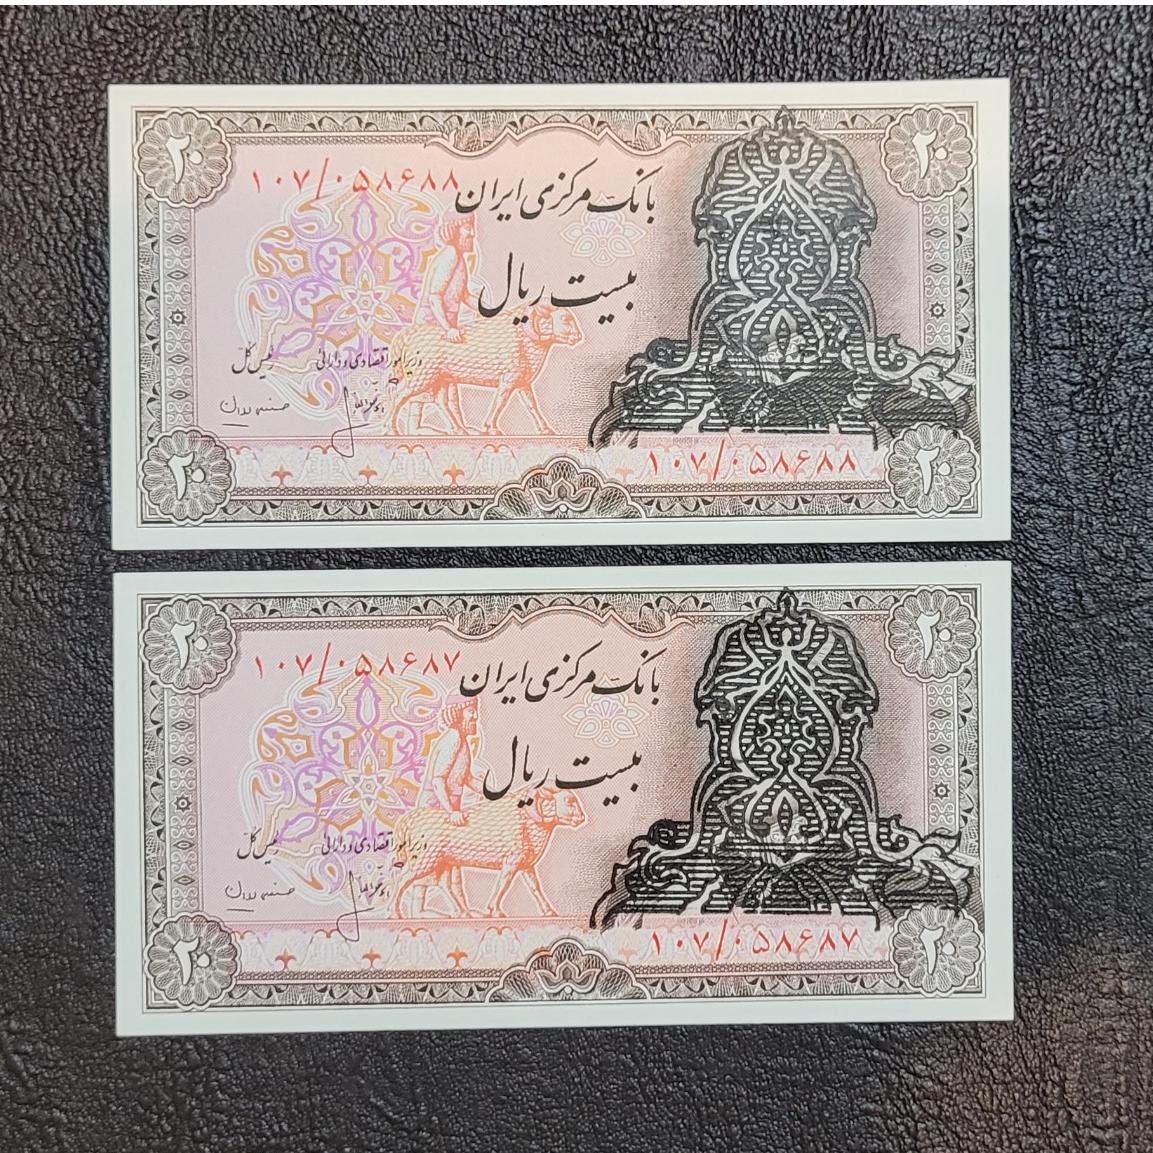 ۲۰
۲۰
۱۰۷/۰۵۸۶۸۸
بانک مرکزی ایران
بیست ریال
وزیر امور اقتصادی و دارائی
رئیس کل
۱۰۷/۰۵۸۶۸۸
۲۰
۲۰
۲۰
۲۰
۱۰۷/۰۵۸۶۸۷
بانک مرکزی ایران
بیست ریال
وزیر امور اقتصادی و دارائی
رئیس کل
۱۰۷/۰۵۸۶۸۷
۲۰
۲۰